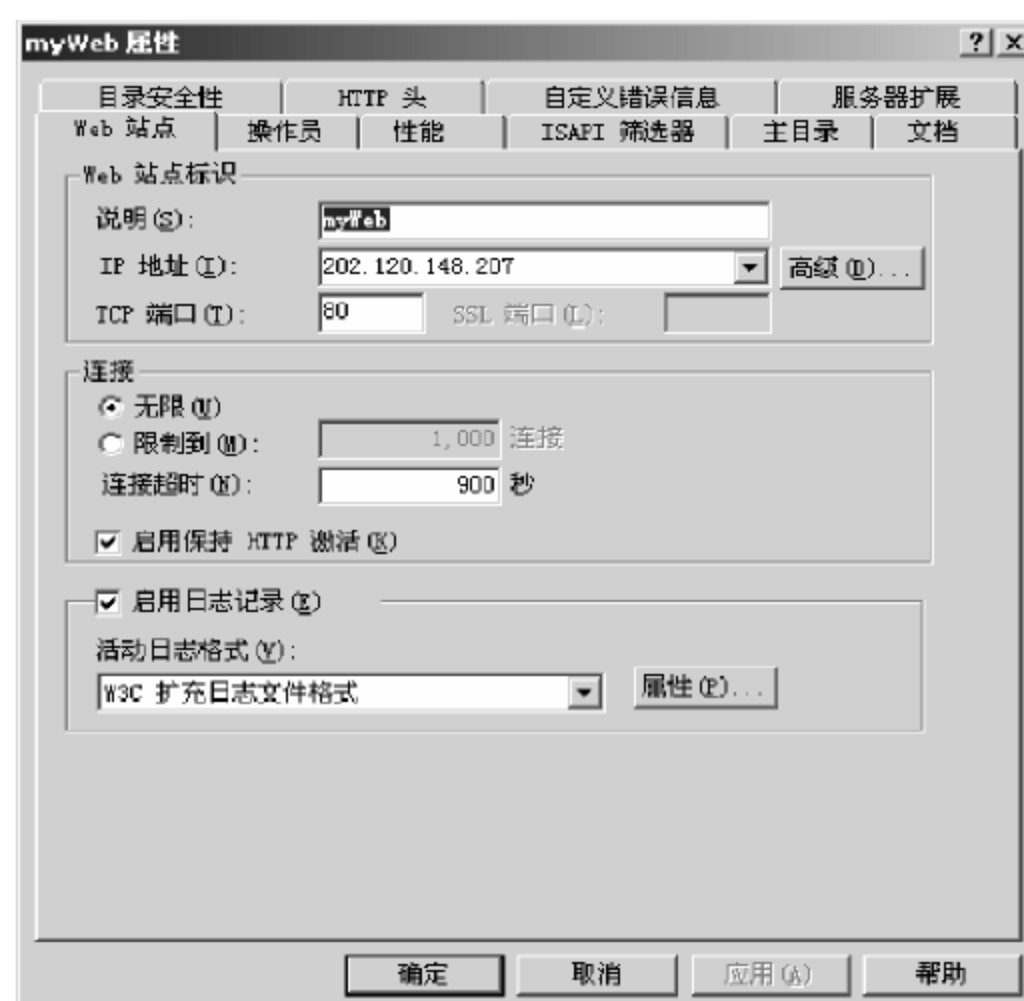 myWeb 属性
目录安全性 HTTP 头 自定义错误信息 服务器扩展
Web 站点 操作员 性能 ISAPI 筛选器 主目录 文档
Web 站点标识
说明(S): myWeb
IP 地址(I): 202.120.148.207 高级(D)...
TCP 端口(T): 80 SSL 端口(L):
连接
无限(U)
限制到(M): 1,000 连接
连接超时(N): 900 秒
启用保持 HTTP 激活(K)
启用日志记录(E)
活动日志格式(V):
W3C 扩充日志文件格式 属性(P)...
确定 取消 应用(A) 帮助